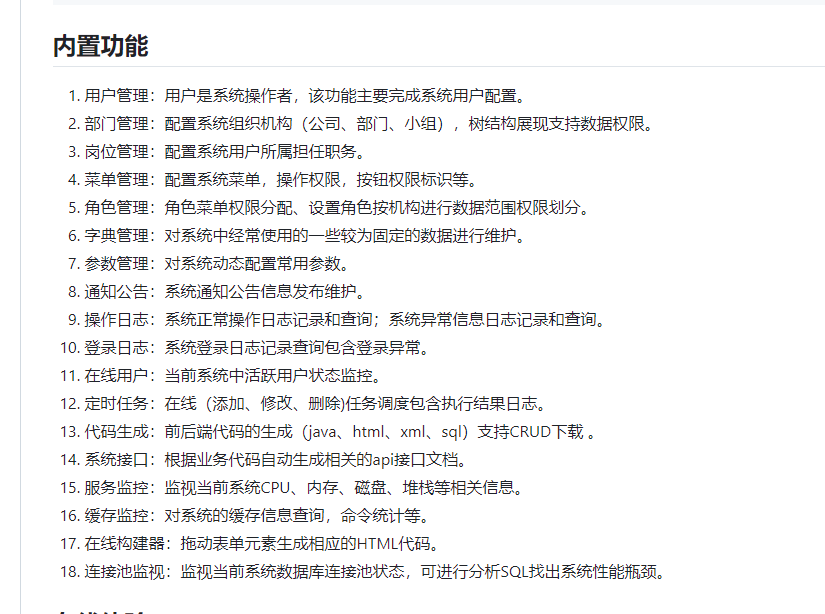 内置功能
1. 用户管理：用户是系统操作者，该功能主要完成系统用户配置。
2. 部门管理：配置系统组织机构（公司、部门、小组），树结构展现支持数据权限。
3. 岗位管理：配置系统用户所属担任职务。
4. 菜单管理：配置系统菜单，操作权限，按钮权限标识等。
5. 角色管理：角色菜单权限分配、设置角色按机构进行数据范围权限划分。
6. 字典管理：对系统中经常使用的一些较为固定的数据进行维护。
7. 参数管理：对系统动态配置常用参数。
8. 通知公告：系统通知公告信息发布维护。
9. 操作日志：系统正常操作日志记录和查询；系统异常信息日志记录和查询。
10. 登录日志：系统登录日志记录查询包含登录异常。
11. 在线用户：当前系统中活跃用户状态监控。
12. 定时任务：在线（添加、修改、删除)任务调度包含执行结果日志。
13. 代码生成：前后端代码的生成（java、html、xml、sql）支持CRUD下载 。
14. 系统接口：根据业务代码自动生成相关的api接口文档。
15. 服务监控：监视当前系统CPU、内存、磁盘、堆栈等相关信息。
16. 缓存监控：对系统的缓存信息查询，命令统计等。
17. 在线构建器：拖动表单元素生成相应的HTML代码。
18. 连接池监视：监视当前系统数据库连接池状态，可进行分析SQL找出系统性能瓶颈。